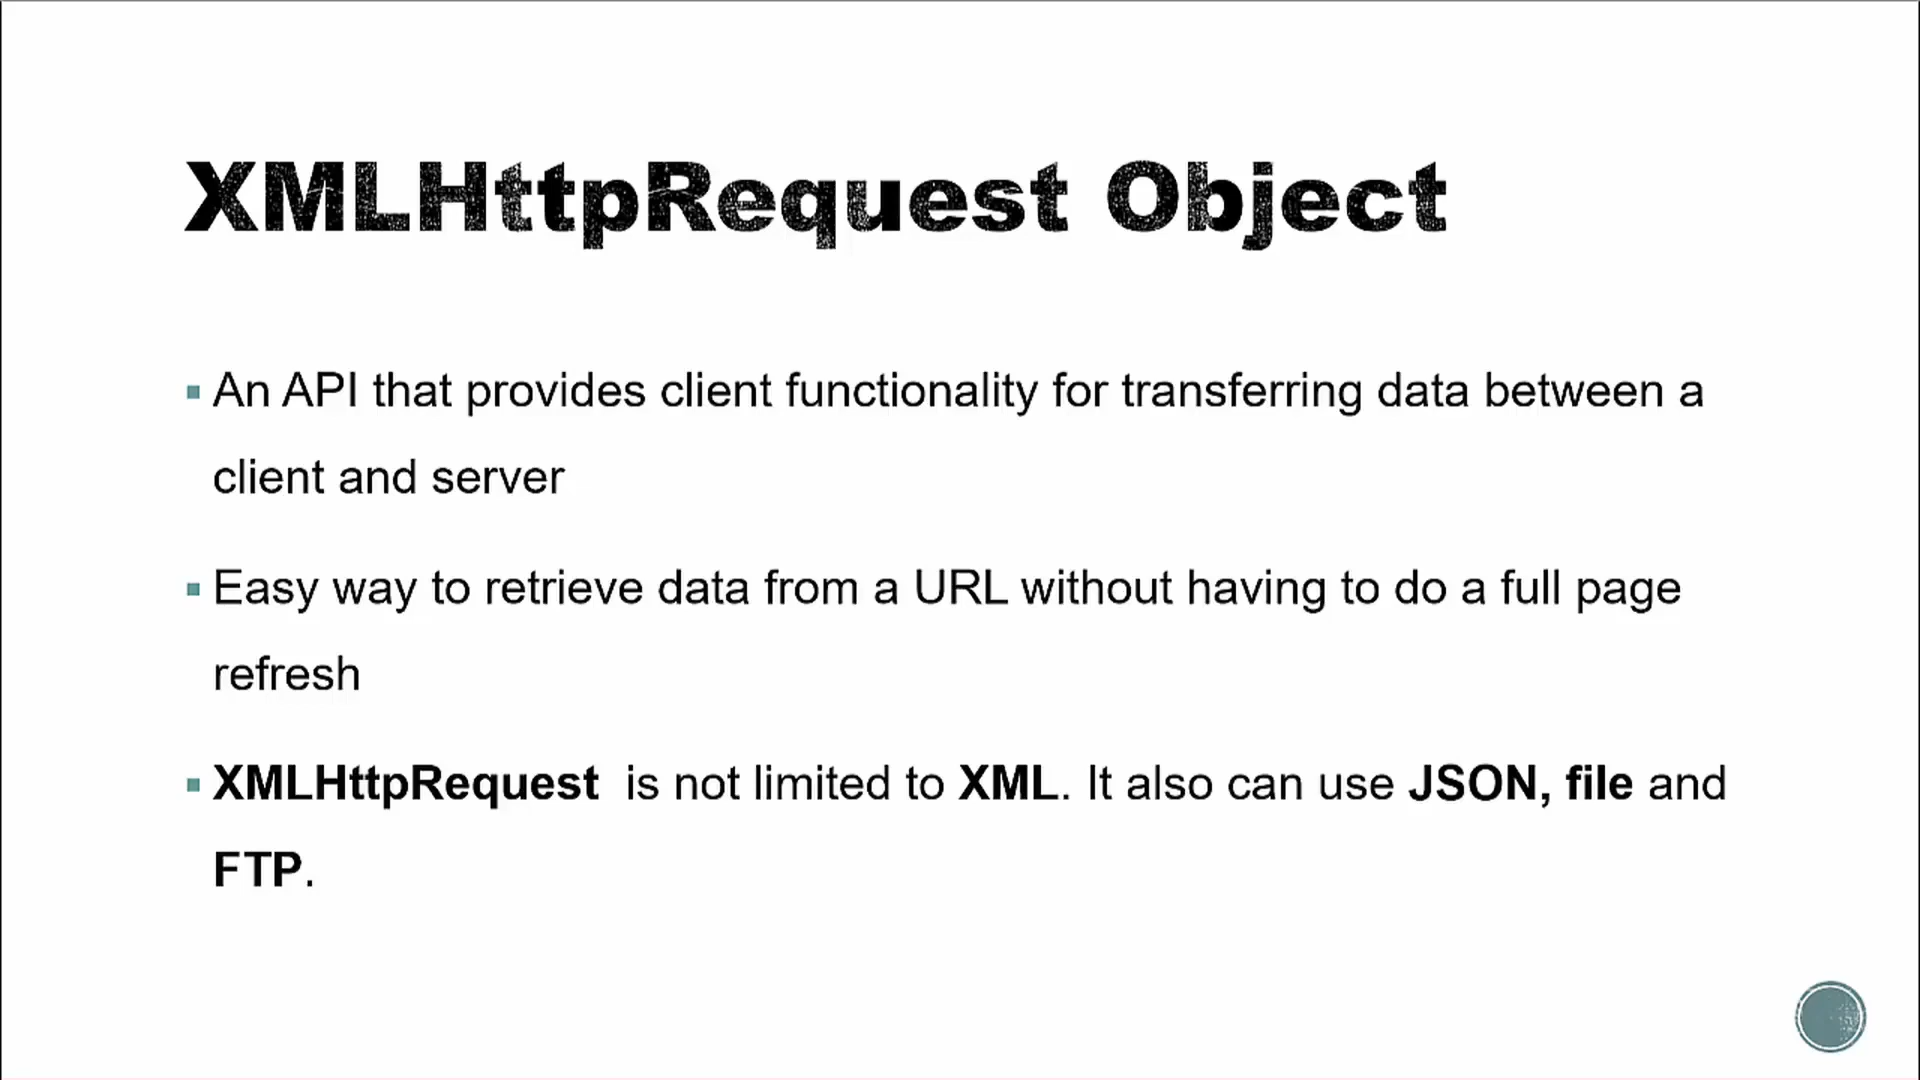 XMLHttpRequest Object
An API that provides client functionality for transferring data between a
client and server
Easy way to retrieve data from a URL without having to do a full page
refresh
XMLHttpRequest is not limited to XML. It also can use JSON, file and
FTP.